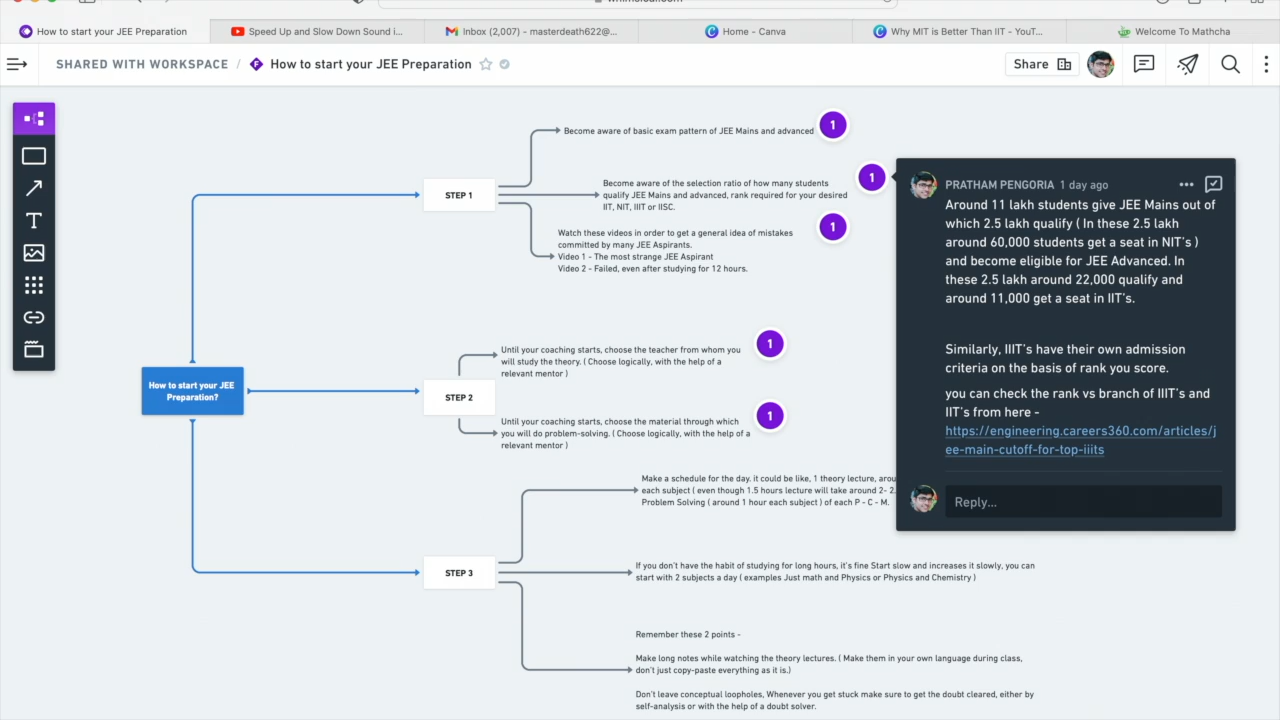 How to start your JEE Preparation
Speed Up and Slow Down Sound i...
Inbox (2,007) - masterdeath622@...
Home - Canva
Why MIT is Better Than IIT - YouT...
Welcome To Mathcha
SHARED WITH WORKSPACE / How to start your JEE Preparation
Share
Become aware of basic exam pattern of JEE Mains and advanced
1
STEP 1
Become aware of the selection ratio of how many students
qualify JEE Mains and advanced, rank required for your desired
IIT, NIT, IIIT or IISC.
1
Watch these videos in order to get a general idea of mistakes
committed by many JEE Aspirants.
Video 1 - The most strange JEE Aspirant
Video 2 - Failed, even after studying for 12 hours.
1
PRATHAM PENGORIA 1 day ago
Around 11 lakh students give JEE Mains out of
which 2.5 lakh qualify ( In these 2.5 lakh
around 60,000 students get a seat in NIT's )
and become eligible for JEE Advanced. In
these 2.5 lakh around 22,000 qualify and
around 11,000 get a seat in IIT's.
Similarly, IIIT's have their own admission
criteria on the basis of rank you score.
you can check the rank vs branch of IIIT's and
IIT's from here -
https://engineering.careers360.com/articles/j
ee-main-cutoff-for-top-iiits
Reply...
How to start your JEE
Preparation?
STEP 2
Until your coaching starts, choose the teacher from whom you
will study the theory. ( Choose logically, with the help of a
relevant mentor )
1
Until your coaching starts, choose the material through which
you will do problem-solving. ( Choose logically, with the help of a
relevant mentor )
1
STEP 3
Make a schedule for the day. it could be like, 1 theory lecture, arou
each subject ( even though 1.5 hours lecture will take around 2- 2.
Problem Solving ( around 1 hour each subject ) of each P - C - M.
If you don't have the habit of studying for long hours, it's fine Start slow and increases it slowly, you can
start with 2 subjects a day ( examples Just math and Physics or Physics and Chemistry )
Remember these 2 points -
Make long notes while watching the theory lectures. ( Make them in your own language during class,
don't just copy-paste everything as it is.)
Don't leave conceptual loopholes, Whenever you get stuck make sure to get the doubt cleared, either by
self-analysis or with the help of a doubt solver.